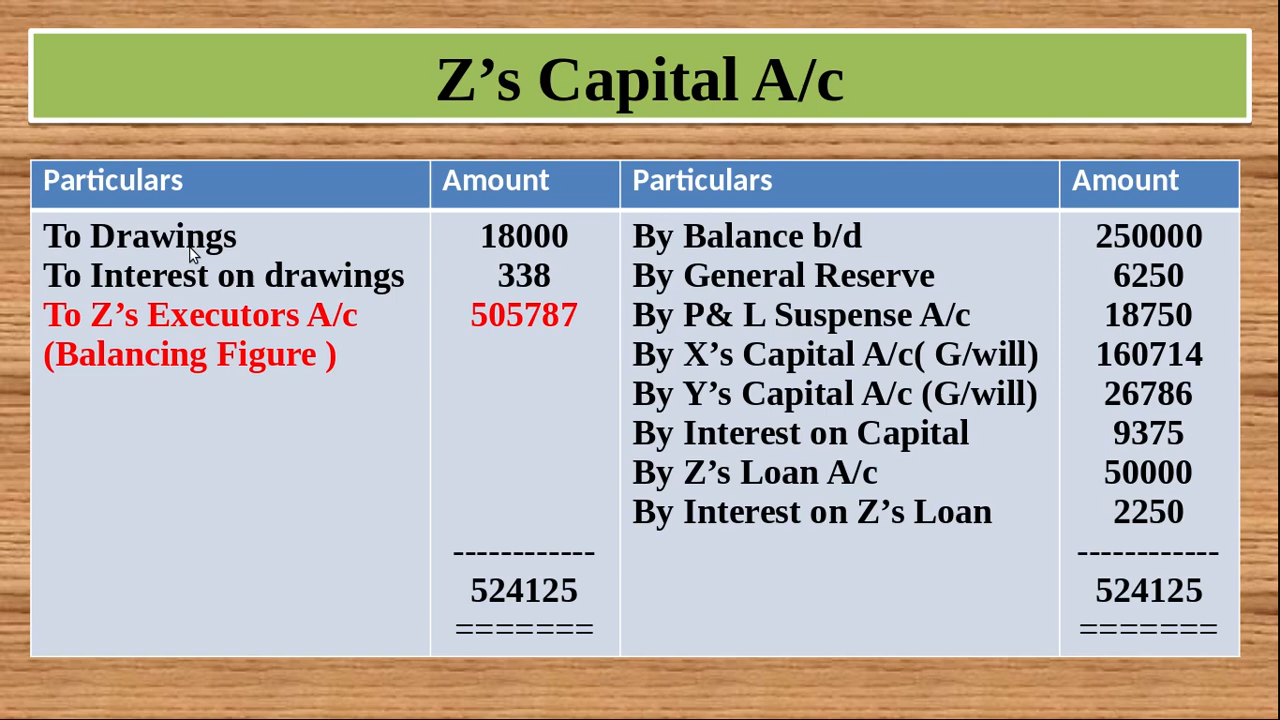 Z’s Capital A/c
Particulars Amount Particulars Amount
To Drawings 18000 By Balance b/d 250000
To Interest on drawings 338 By General Reserve 6250
To Z’s Executors A/c 505787 By P& L Suspense A/c 18750
(Balancing Figure ) By X’s Capital A/c( G/will) 160714
By Y’s Capital A/c (G/will) 26786
By Interest on Capital 9375
By Z’s Loan A/c 50000
By Interest on Z’s Loan 2250
------------ ------------
524125 524125
======= =======